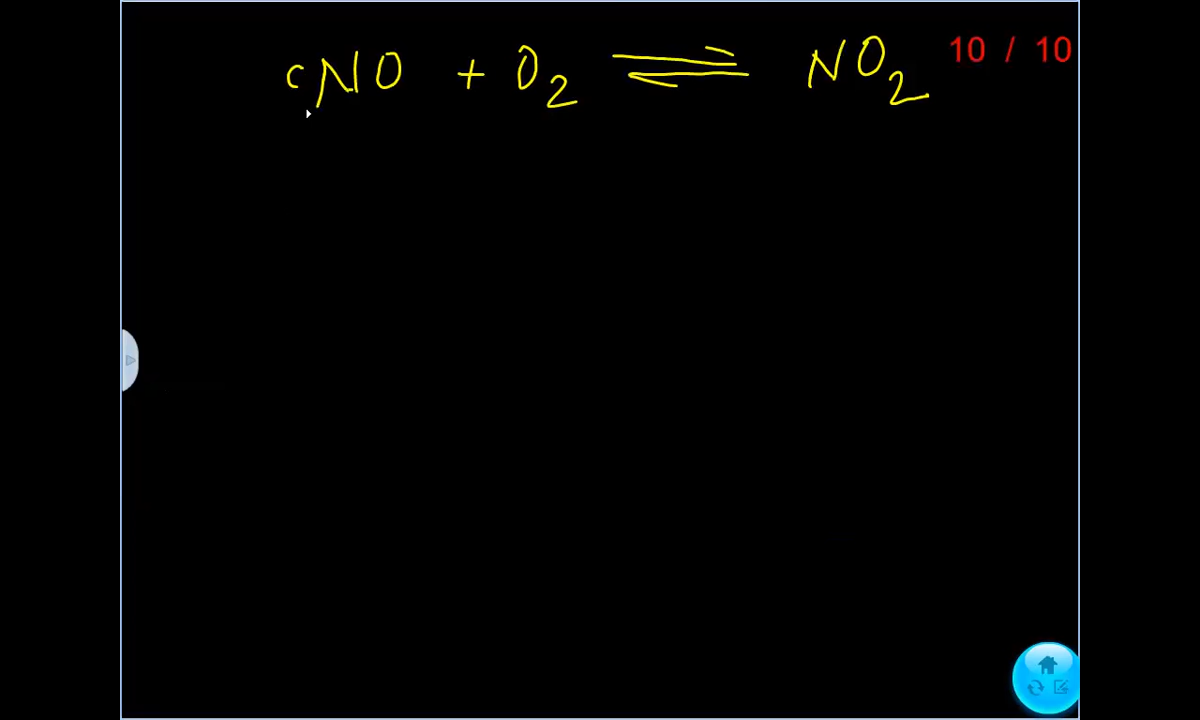 NO + O₂ ⇌ NO₂ 10 / 10